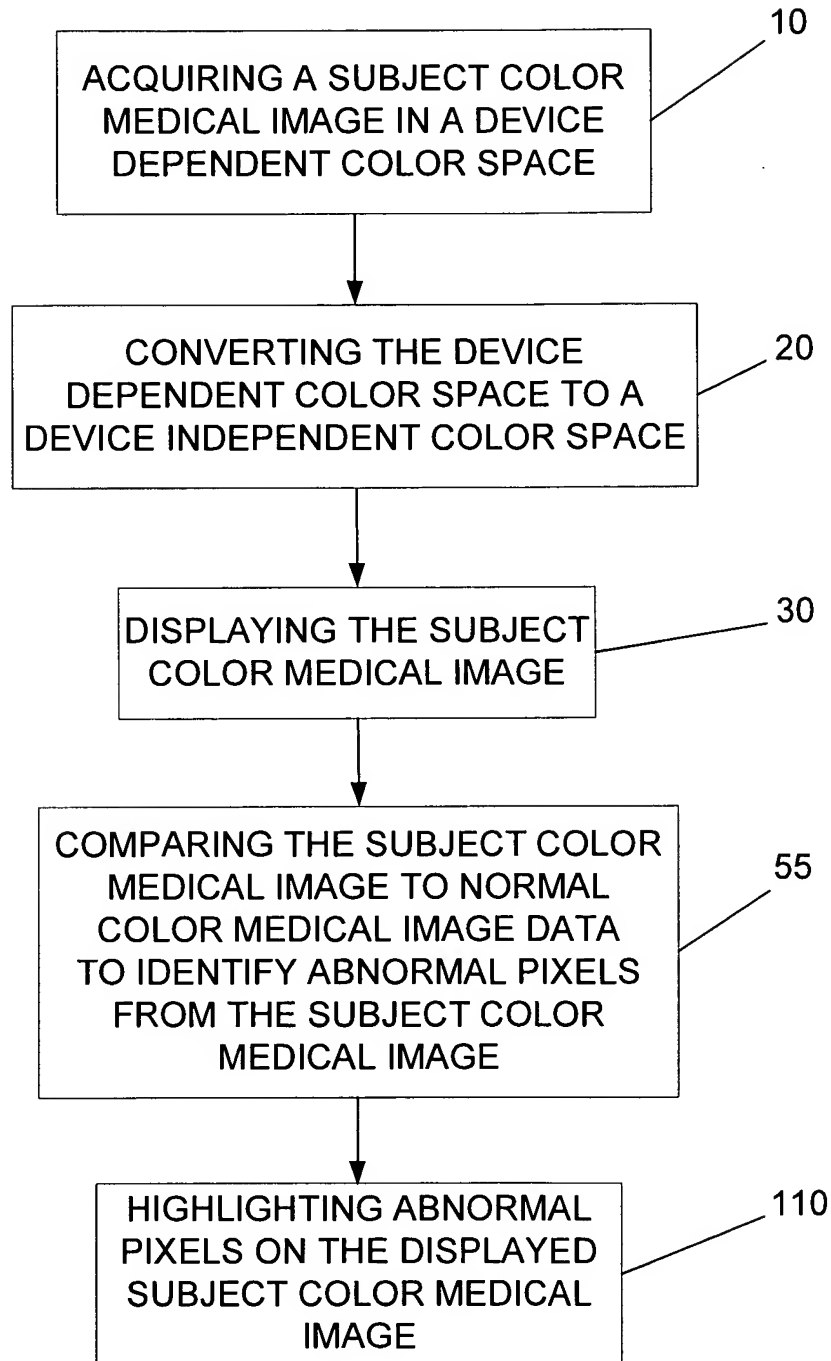 10
ACQUIRING A SUBJECT COLOR
MEDICAL IMAGE IN A DEVICE
DEPENDENT COLOR SPACE
20
CONVERTING THE DEVICE
DEPENDENT COLOR SPACE TO A
DEVICE INDEPENDENT COLOR SPACE
30
DISPLAYING THE SUBJECT
COLOR MEDICAL IMAGE
55
COMPARING THE SUBJECT COLOR
MEDICAL IMAGE TO NORMAL
COLOR MEDICAL IMAGE DATA
TO IDENTIFY ABNORMAL PIXELS
FROM THE SUBJECT COLOR
MEDICAL IMAGE
110
HIGHLIGHTING ABNORMAL
PIXELS ON THE DISPLAYED
SUBJECT COLOR MEDICAL
IMAGE